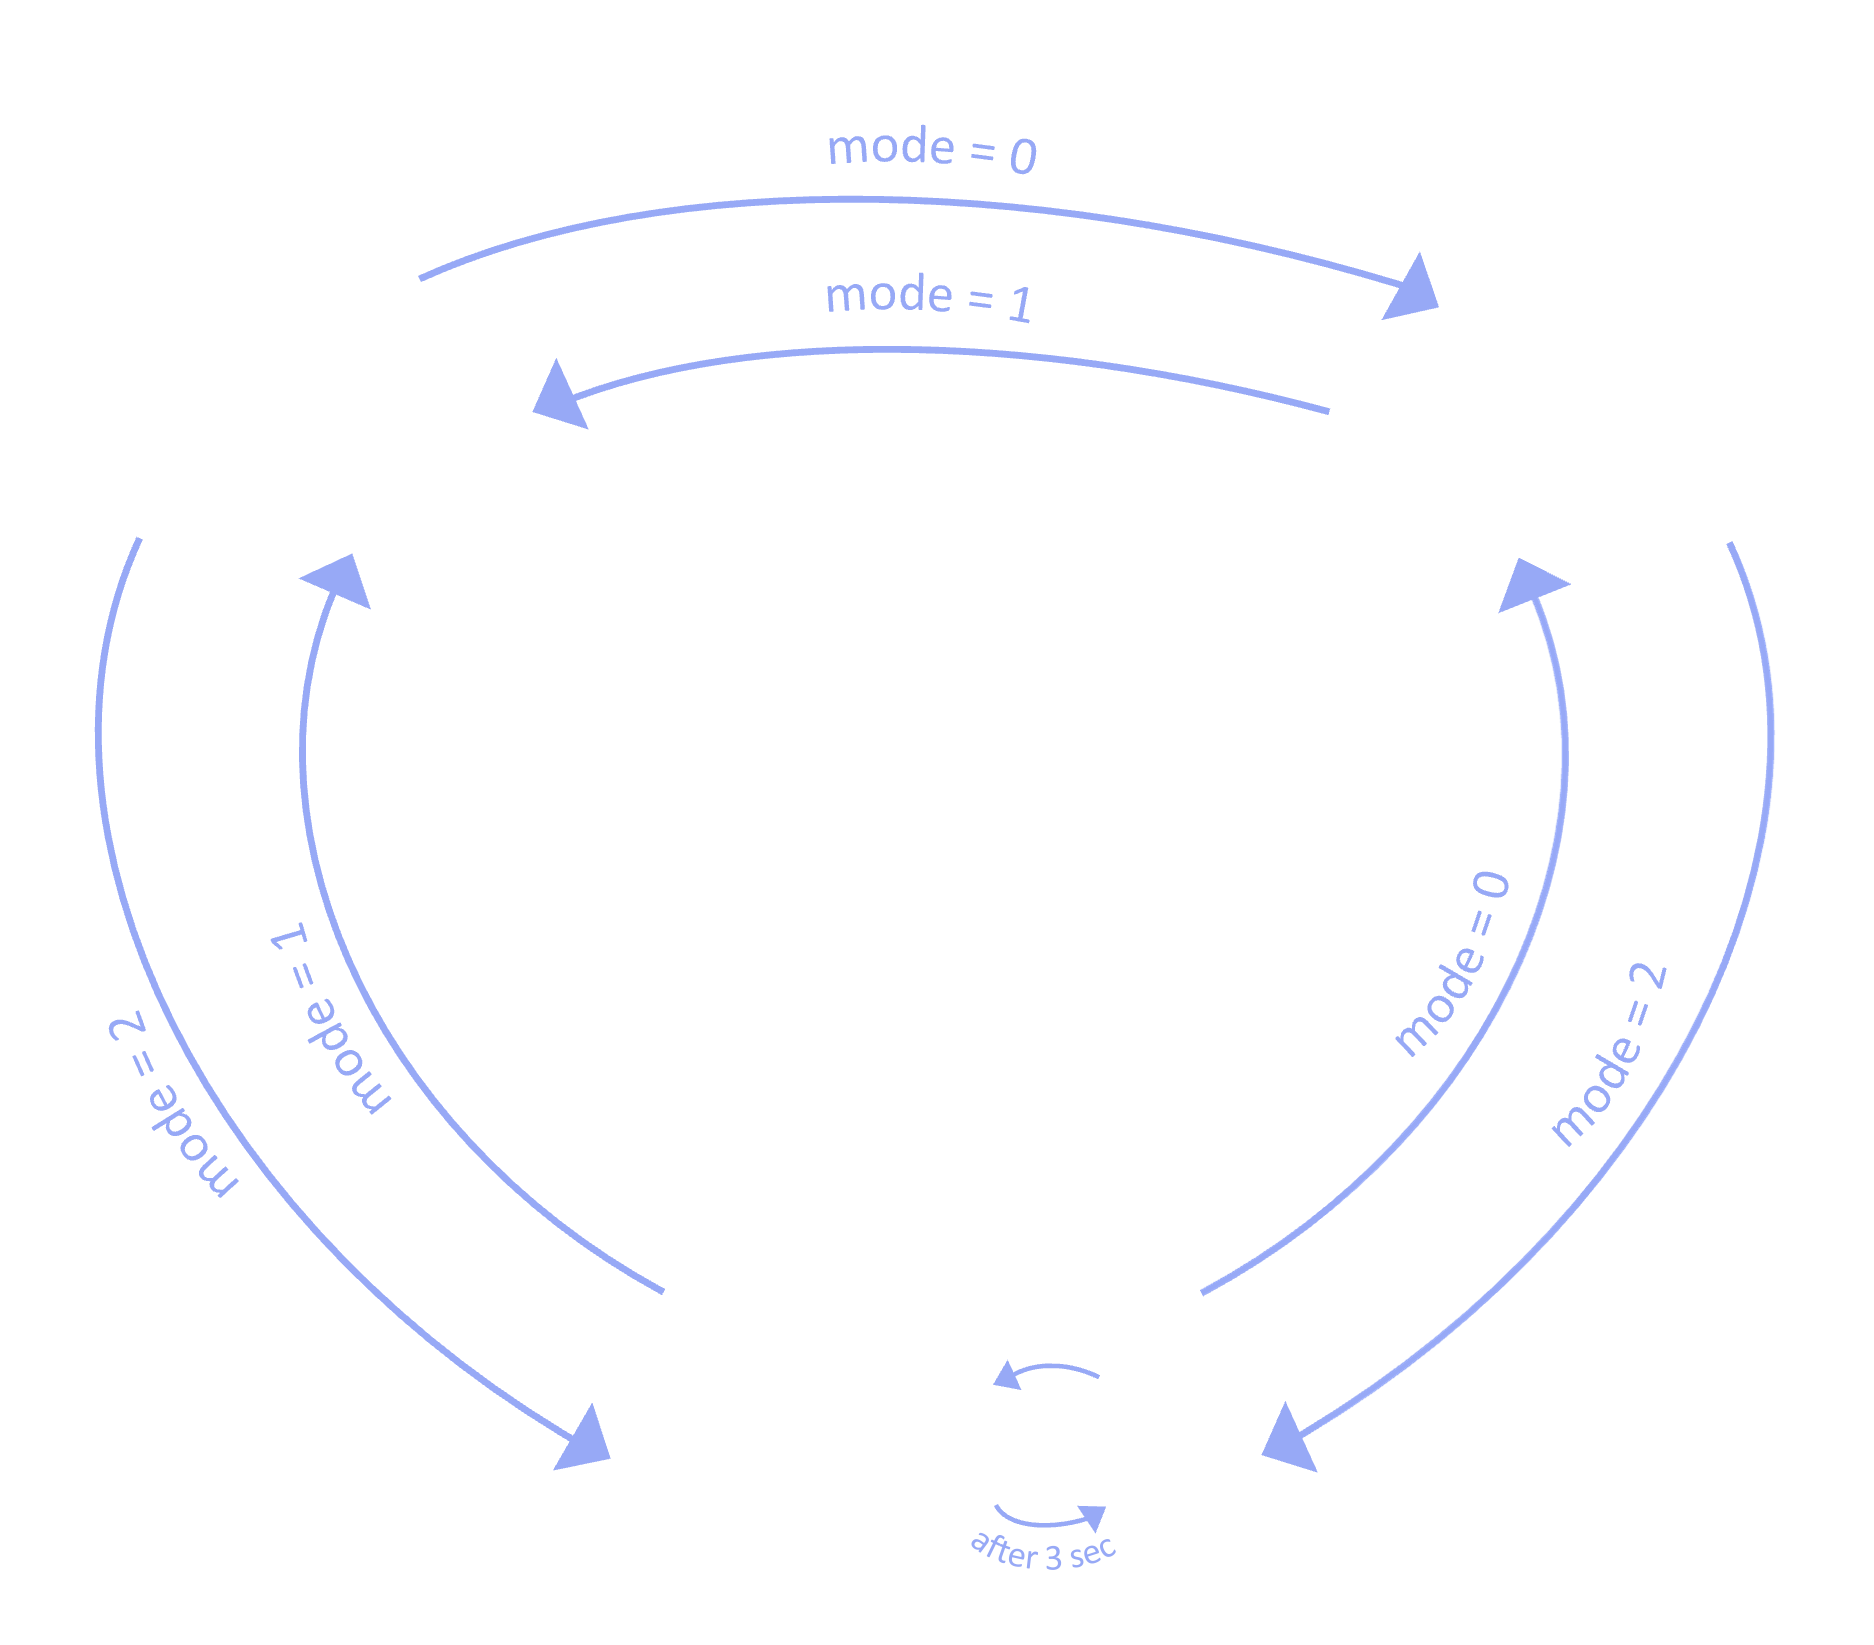 mode = 0
mode = 1
mode = 0
mode = 1
mode = 2
mode = 2
after 3 sec